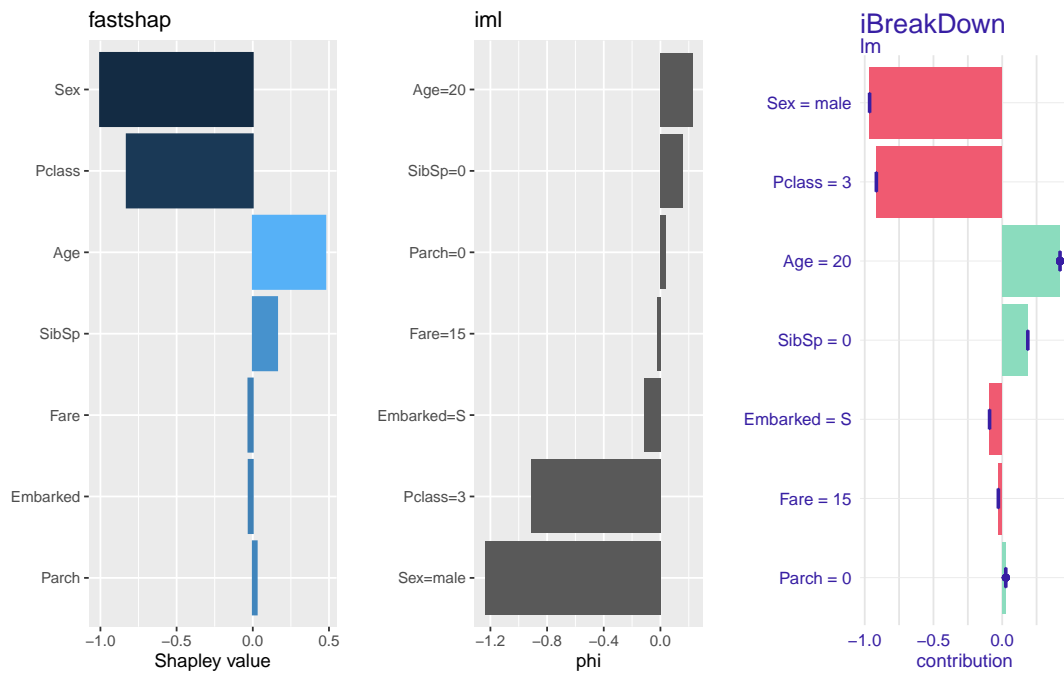 fastshap
Sex
Pclass
Age
SibSp
Fare
Embarked
Parch
−1.0 −0.5 0.0 0.5
Shapley value
iml
Age=20
SibSp=0
Parch=0
Fare=15
Embarked=S
Pclass=3
Sex=male
−1.2 −0.8 −0.4 0.0
phi
iBreakDown
lm
Sex = male
Pclass = 3
Age = 20
SibSp = 0
Embarked = S
Fare = 15
Parch = 0
−1.0 −0.5 0.0
contribution